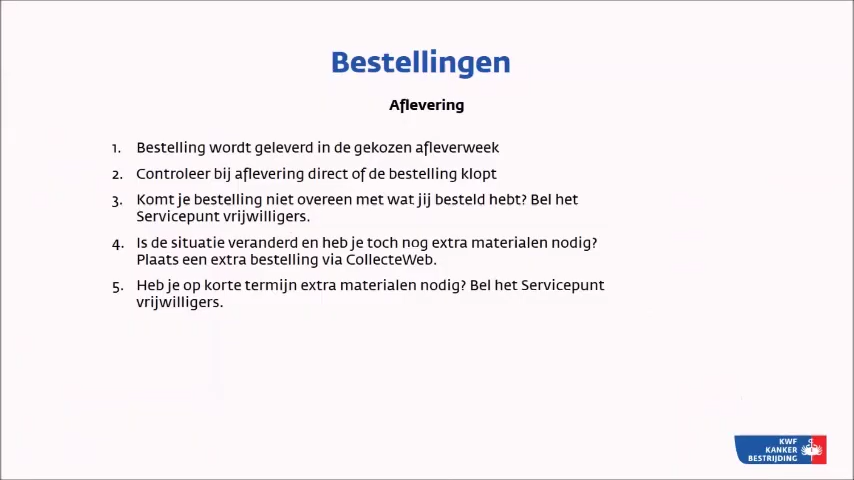 Bestellingen
Aflevering
1. Bestelling wordt geleverd in de gekozen afleverweek
2. Controleer bij aflevering direct of de bestelling klopt
3. Komt je bestelling niet overeen met wat jij besteld hebt? Bel het
Servicepunt vrijwilligers.
4. Is de situatie veranderd en heb je toch nog extra materialen nodig?
Plaats een extra bestelling via CollecteWeb.
5. Heb je op korte termijn extra materialen nodig? Bel het Servicepunt
vrijwilligers.
KWF
KANKER
BESTRIJDING